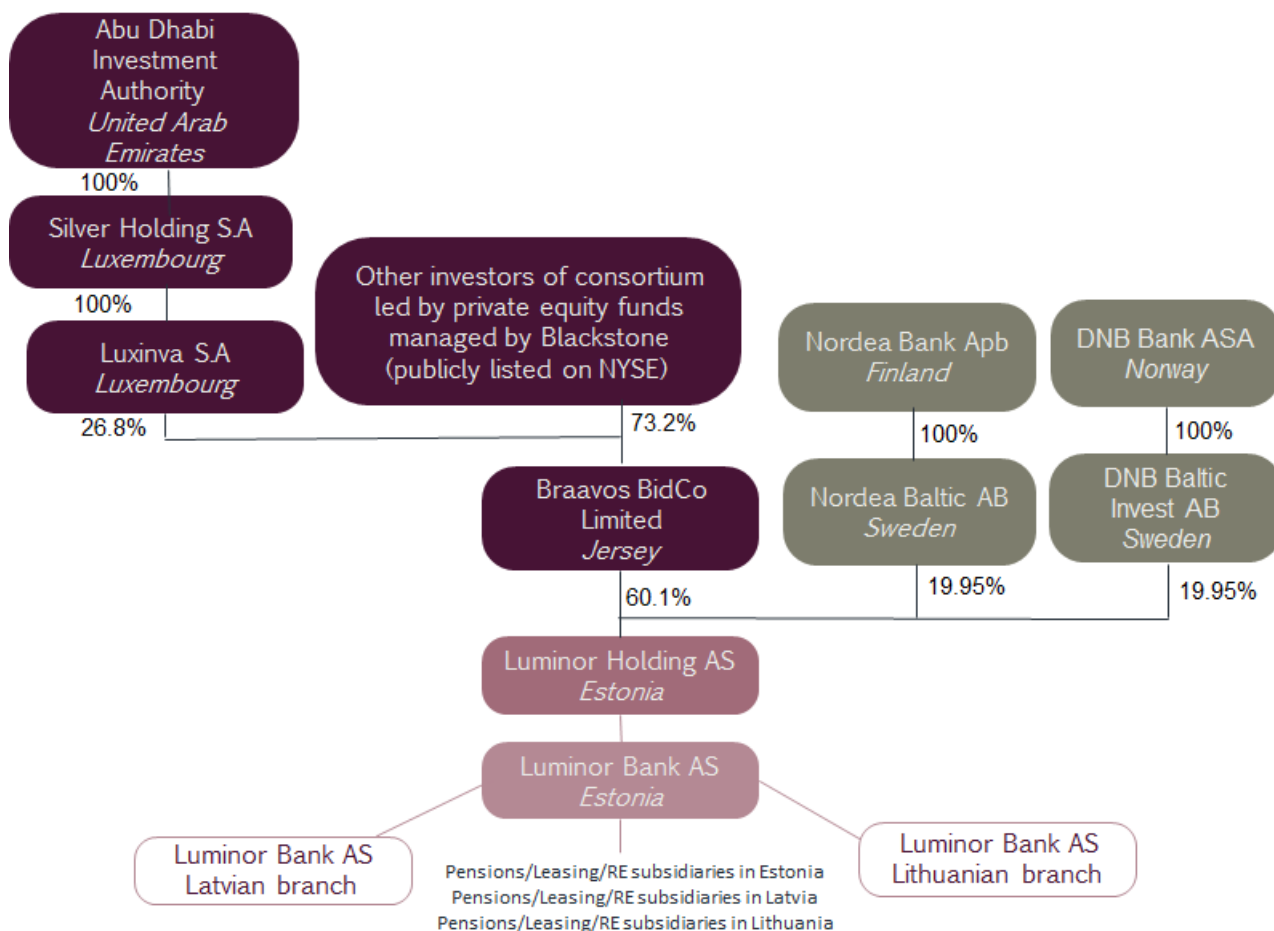 Abu Dhabi
Investment
Authority
United Arab
Emirates
100%
Silver Holding S.A
Luxembourg
100%
Luxinva S.A
Luxembourg
26.8%
Other investors of consortium
led by private equity funds
managed by Blackstone
(publicly listed on NYSE)
73.2%
Nordea Bank Apb
Finland
100%
DNB Bank ASA
Norway
100%
Braavos BidCo
Limited
Jersey
60.1%
Nordea Baltic AB
Sweden
19.95%
DNB Baltic
Invest AB
Sweden
19.95%
Luminor Holding AS
Estonia
Luminor Bank AS
Estonia
Luminor Bank AS
Latvian branch
Pensions/Leasing/RE subsidiaries in Estonia
Pensions/Leasing/RE subsidiaries in Latvia
Pensions/Leasing/RE subsidiaries in Lithuania
Luminor Bank AS
Lithuanian branch